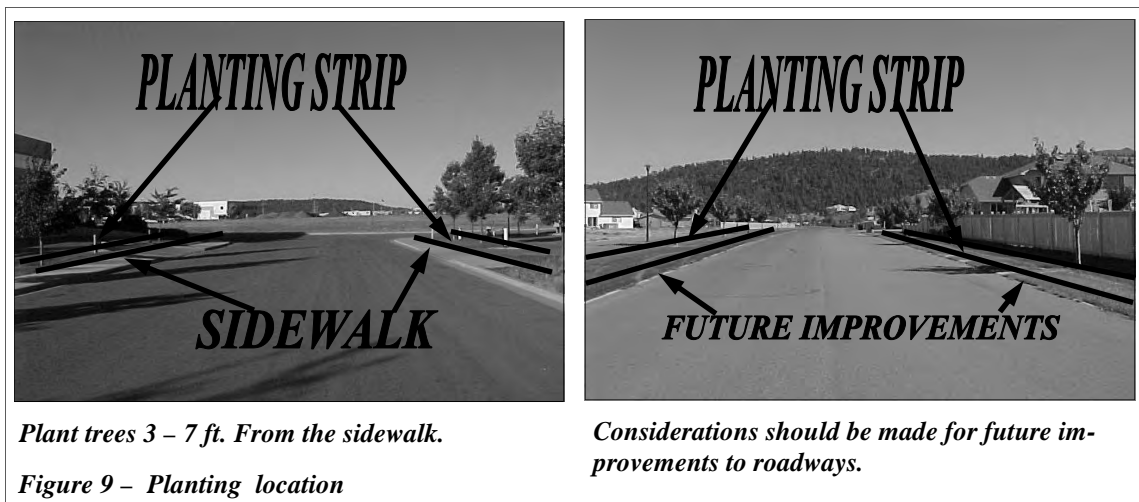 PLANTING STRIP
SIDEWALK
Plant trees 3 – 7 ft. From the sidewalk.
Figure 9 – Planting location
PLANTING STRIP
FUTURE IMPROVEMENTS
Considerations should be made for future im-
provements to roadways.